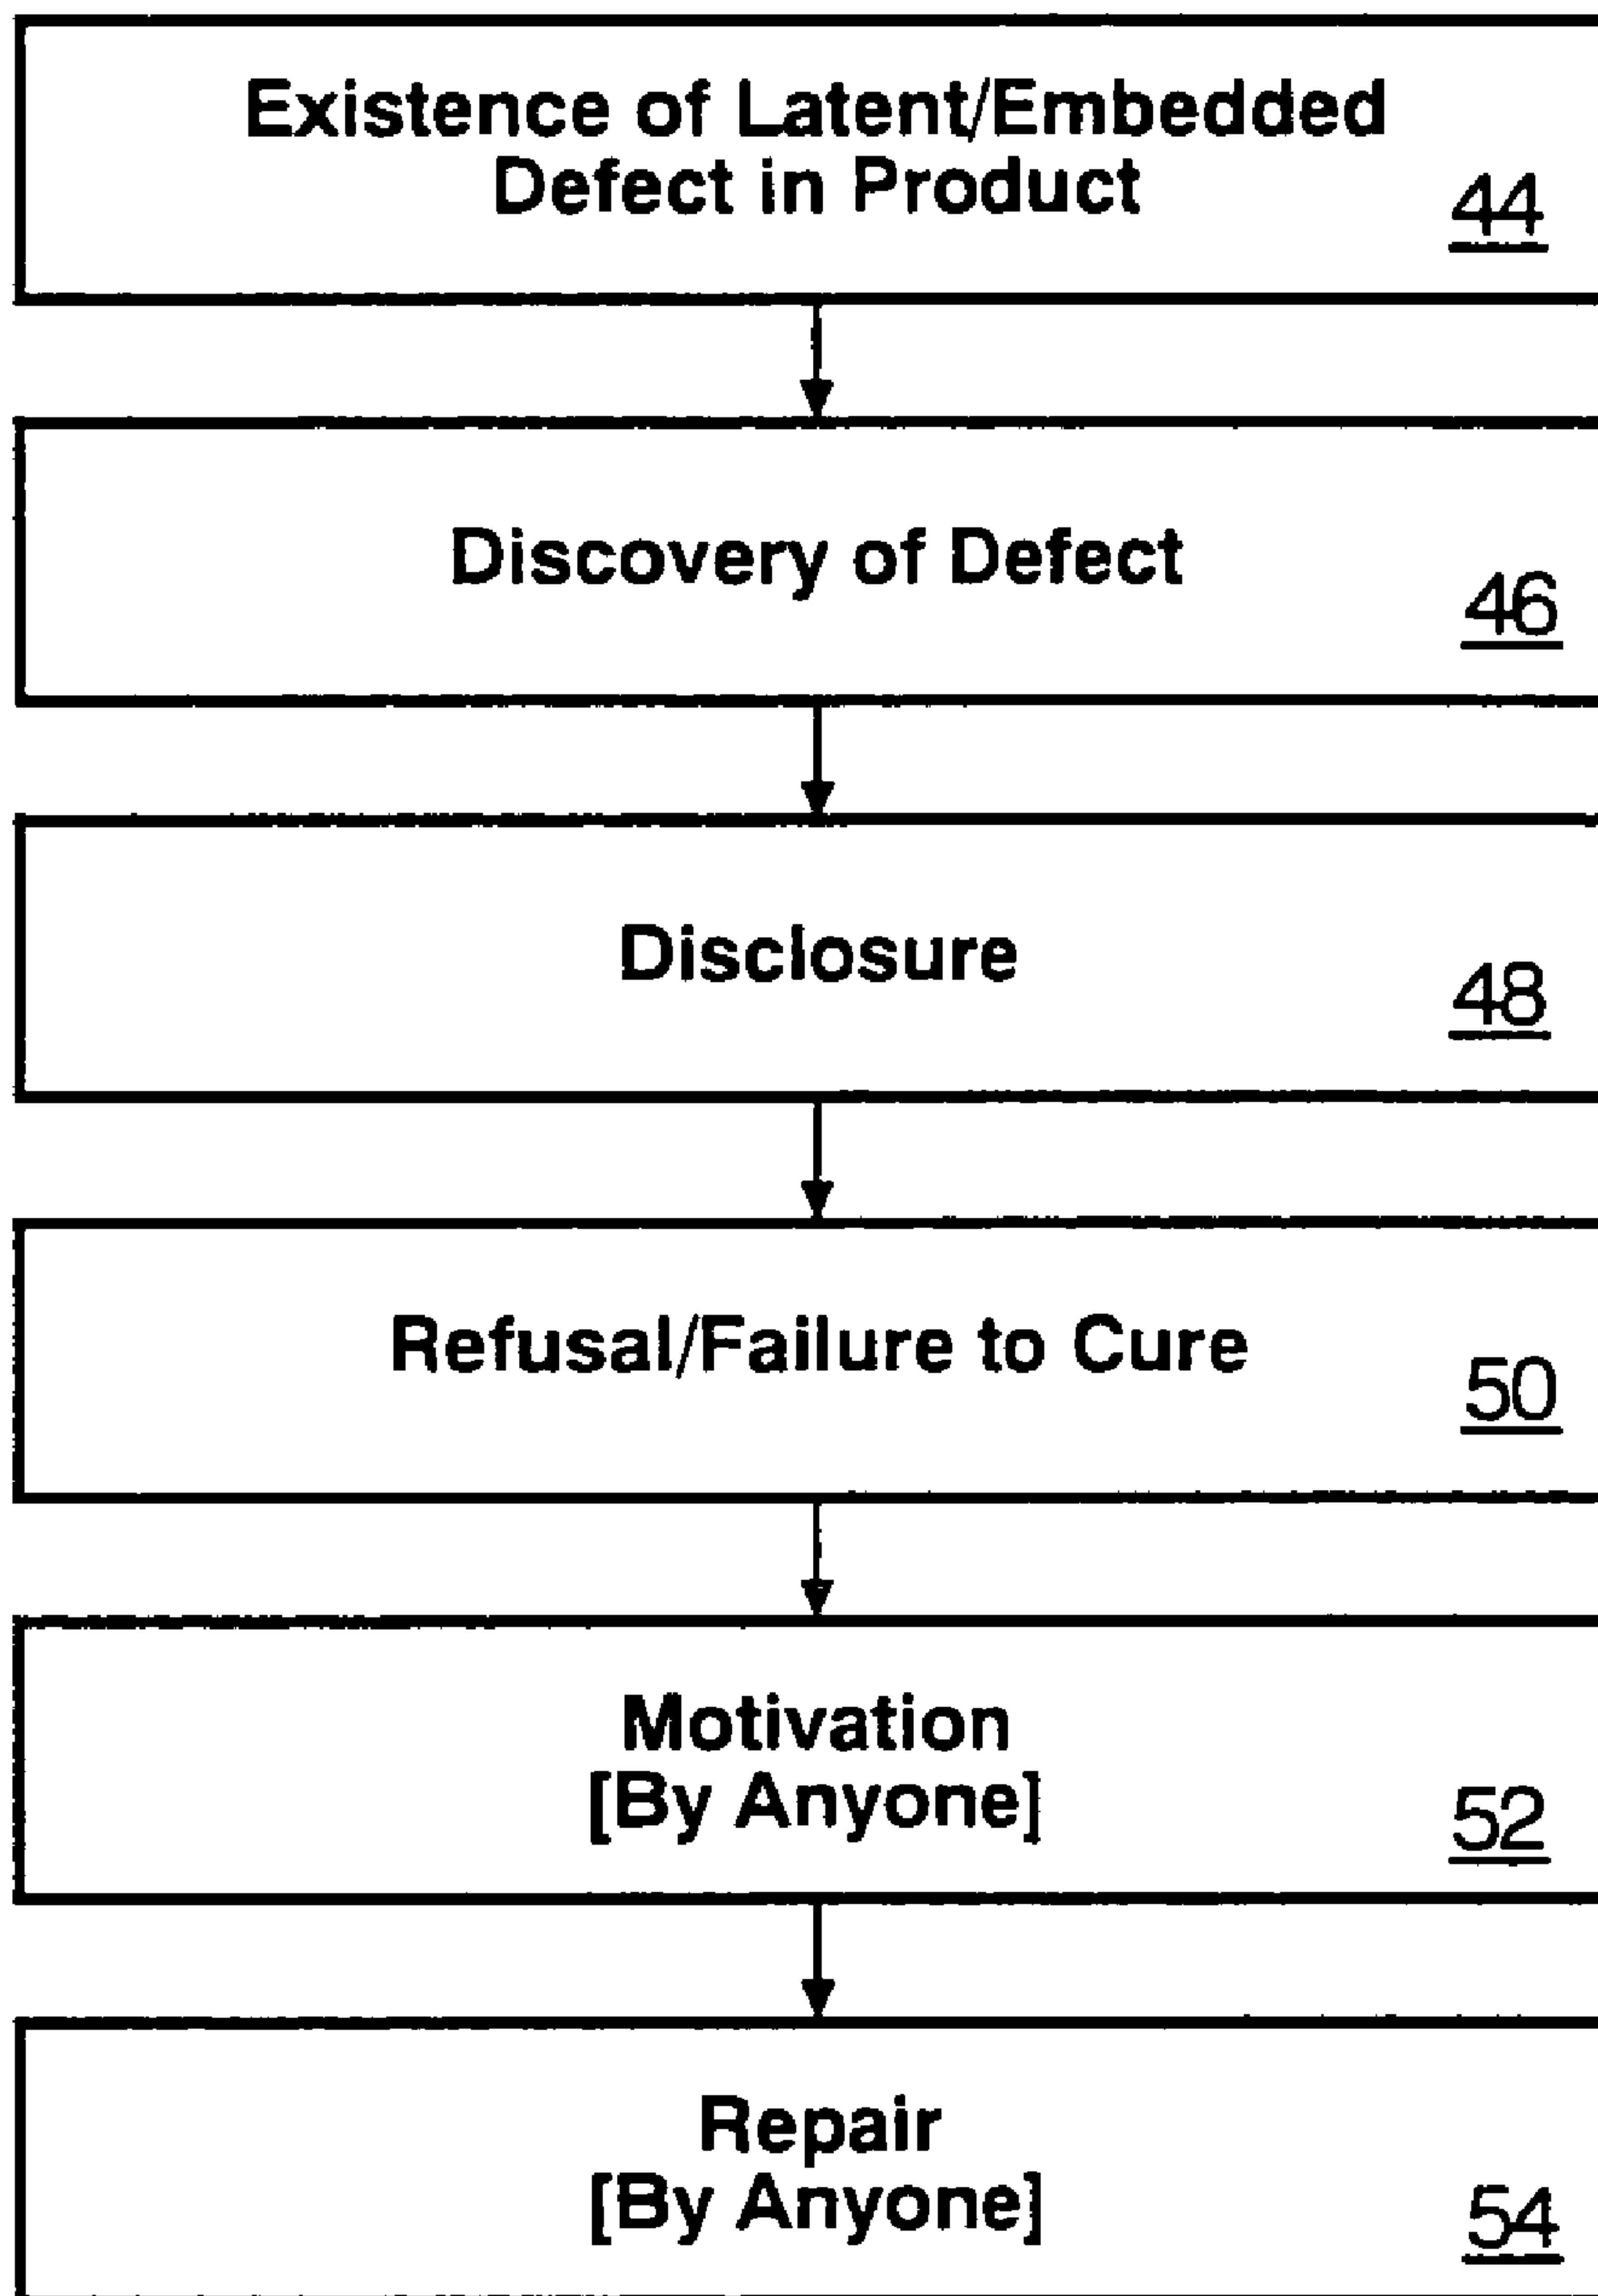 Existence of Latent/Embedded
Defect in Product
44
Discovery of Defect
46
Disclosure
48
Refusal/Failure to Cure
50
Motivation
[By Anyone]
52
Repair
[By Anyone]
54